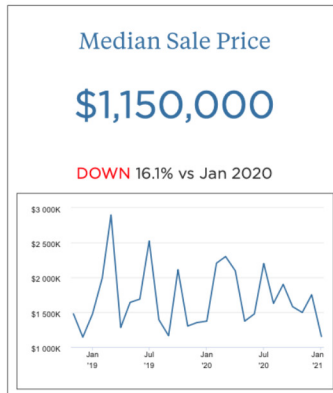 Median Sale Price
$1,150,000
DOWN 16.1% vs Jan 2020
$3 000K
$2 500K
$2 000K
$1 500K
$1 000K
Jan Jul Jan Jul Jan
'19 '19 '20 '20 '21